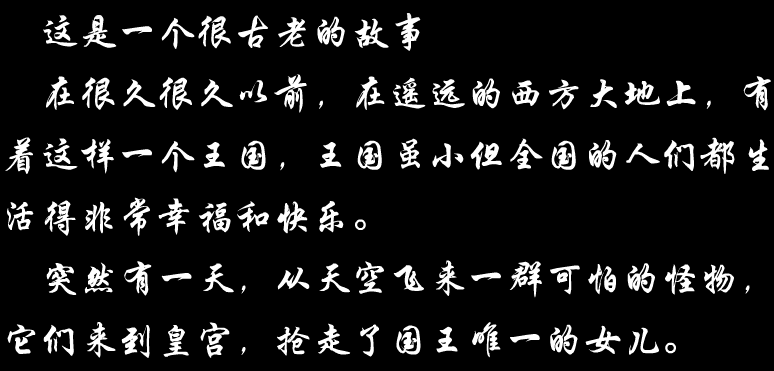 这是一个很古老的故事
在很久很久以前，在遥远的西方大地上，有
着这样一个王国，王国虽小但全国的人们都生
活得非常幸福和快乐。
突然有一天，从天空飞来一群可怕的怪物，
它们来到皇宫，抢走了国王唯一的女儿。